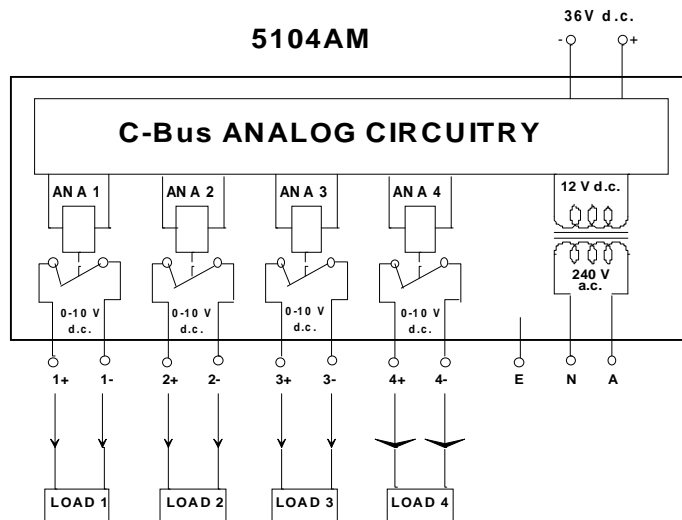 36V d.c.
5104AM
- +
C-Bus ANALOG CIRCUITRY
ANA 1 ANA 2 ANA 3 ANA 4 12 V d.c.
240 V
a.c.
0-10 V 0-10 V 0-10 V 0-10 V
d.c. d.c. d.c. d.c.
1+ 1- 2+ 2- 3+ 3- 4+ 4- E N A
LOAD 1 LOAD 2 LOAD 3 LOAD 4